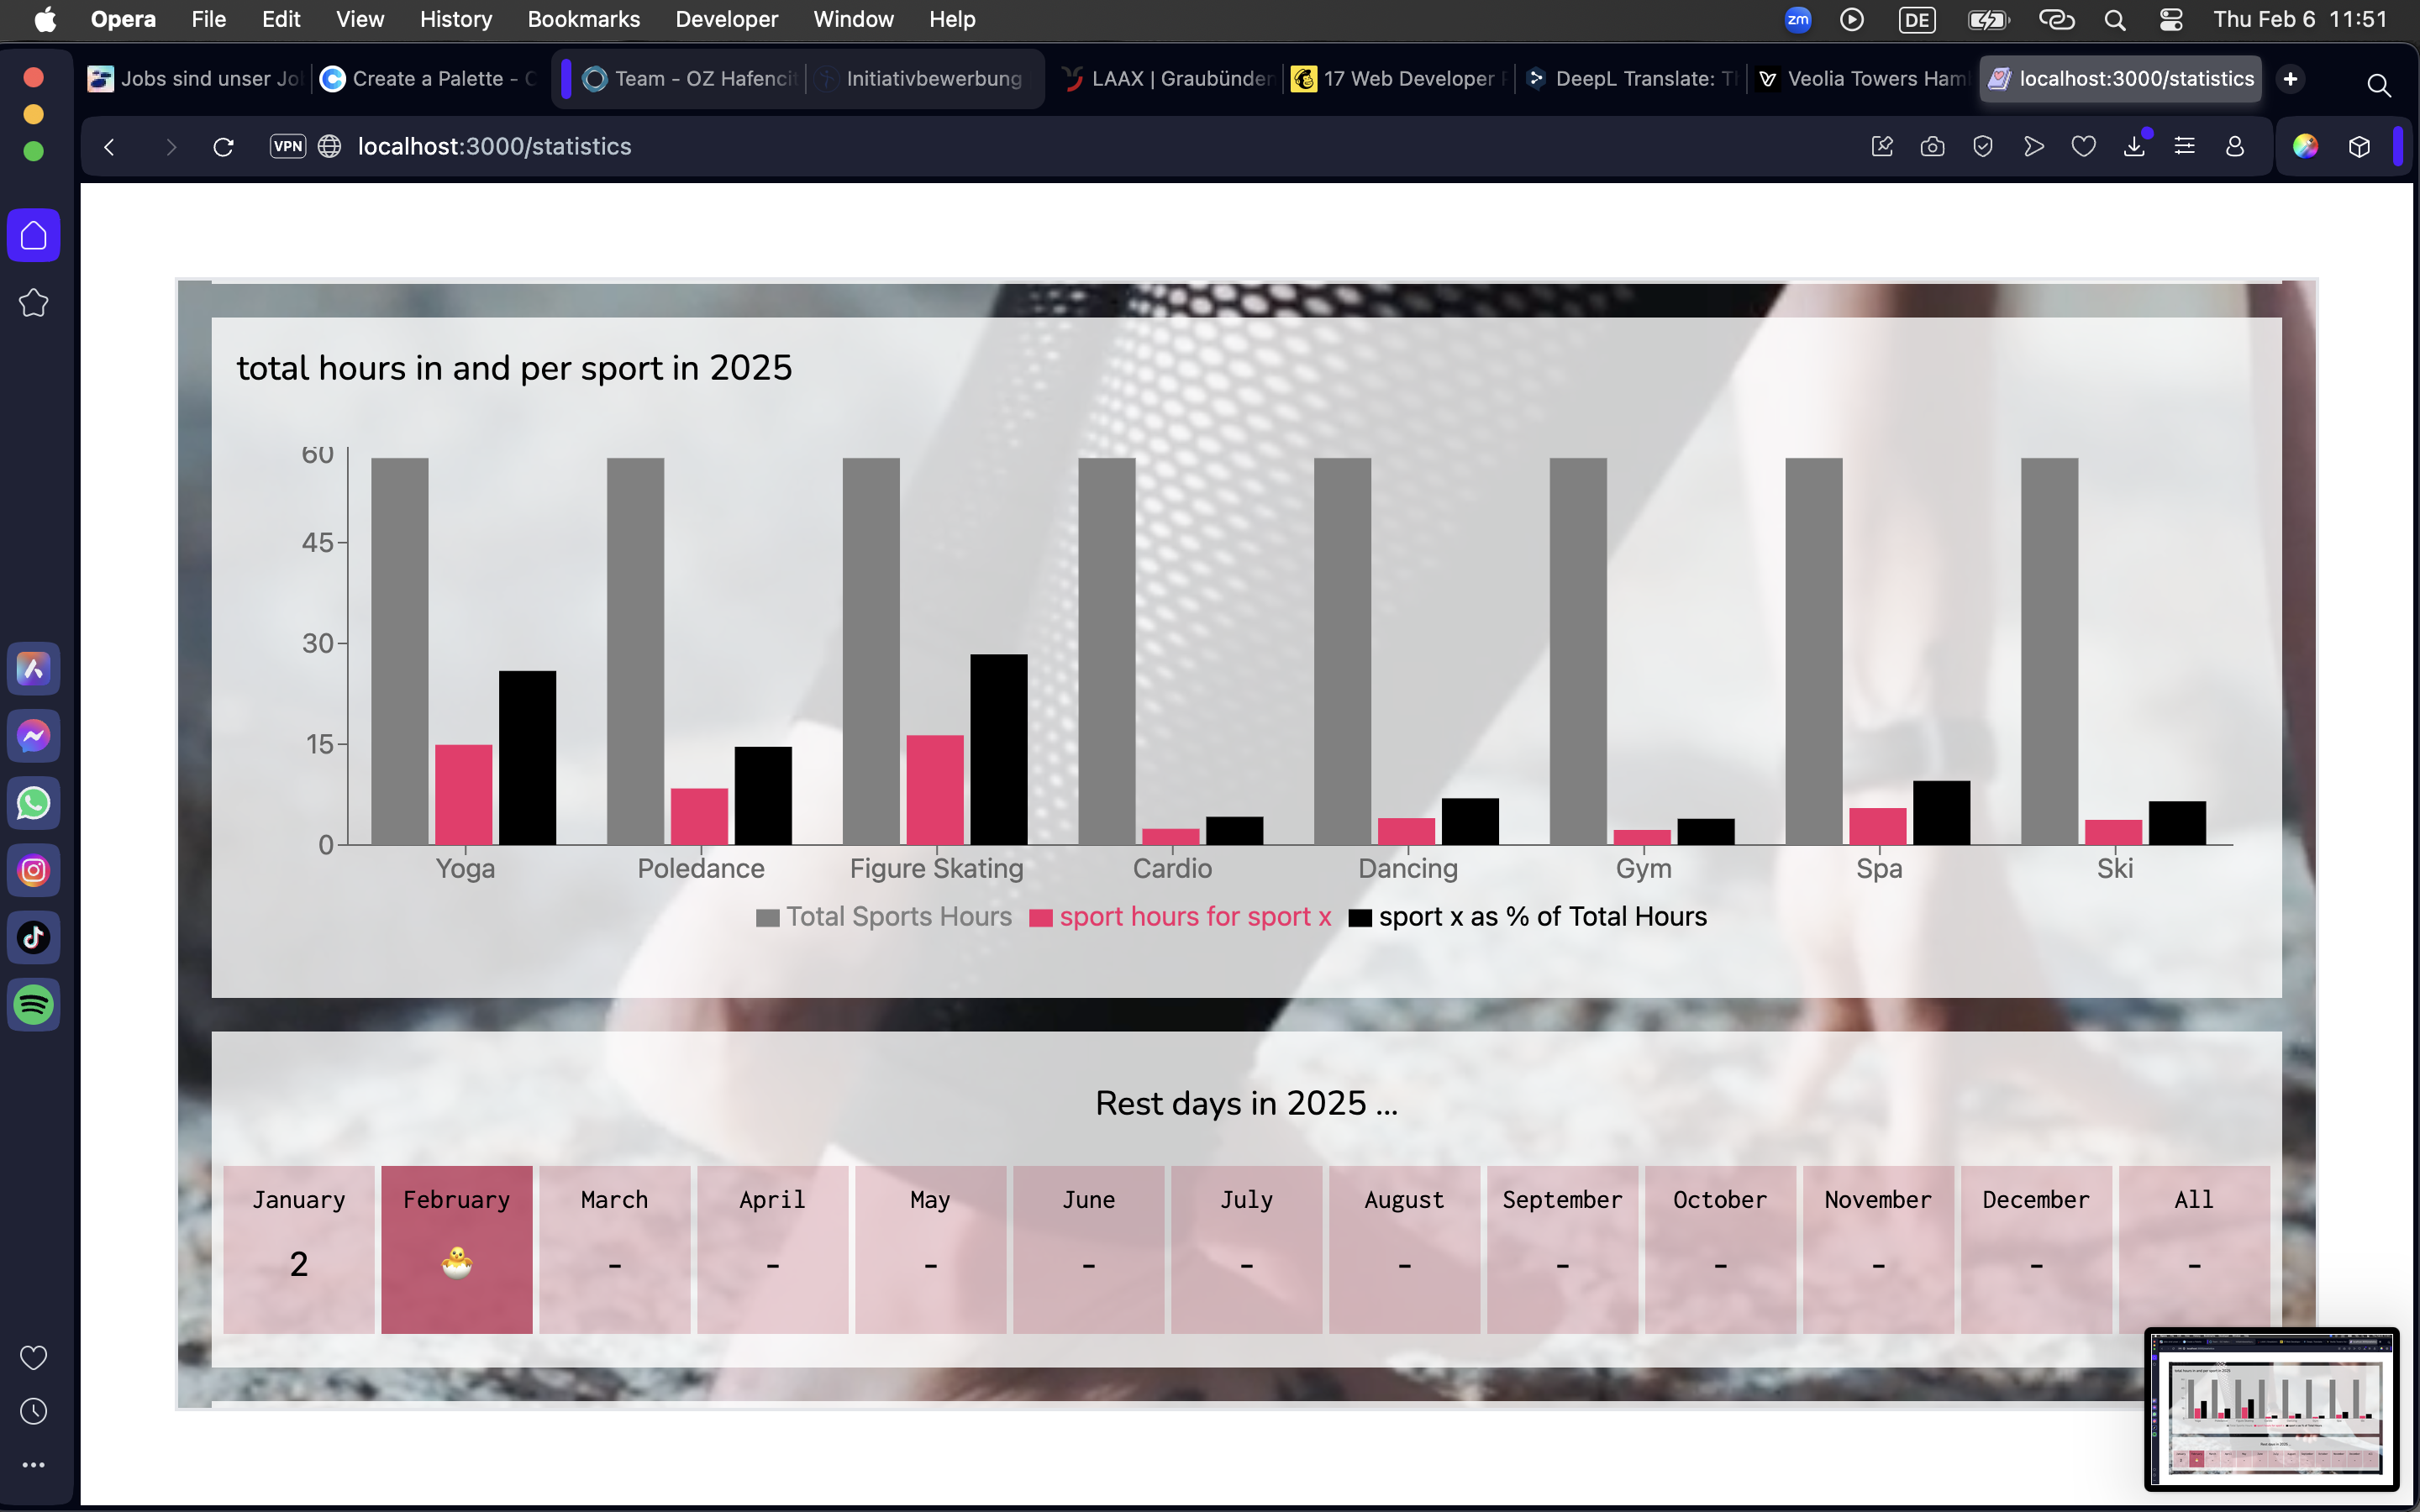 Opera File Edit View History Bookmarks Developer Window Help zm DE Thu Feb 6 11:51
Jobs sind unser Jo Create a Palette - C Team - OZ Hafencit Initiativbewerbung LAAX | Graubünden 17 Web Developer DeepL Translate: Veolia Towers Ham localhost:3000/statistics
VPN localhost:3000/statistics
total hours in and per sport in 2025
60
45
30
15
0
Yoga Poledance Figure Skating Cardio Dancing Gym Spa Ski
Total Sports Hours sport hours for sport x sport x as % of Total Hours
Rest days in 2025 ...
January February March April May June July August September October November December All
2 - - - - - - - - - - -